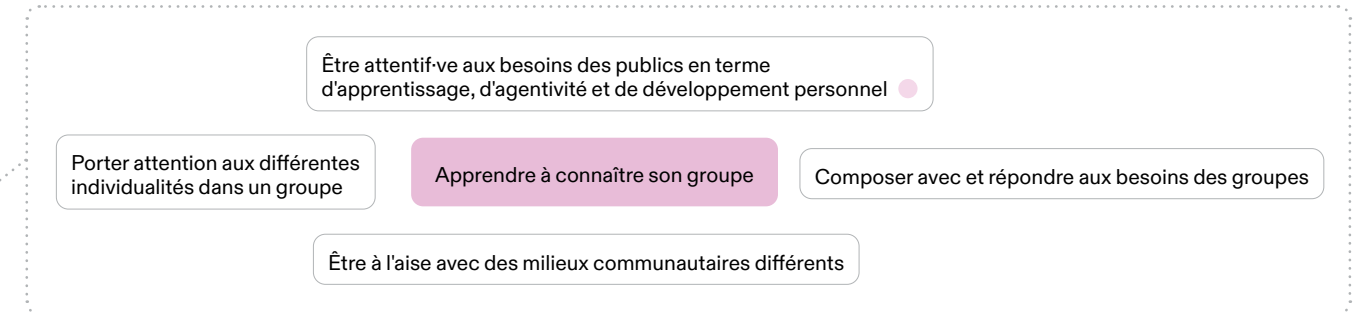 Être attentif·ve aux besoins des publics en terme
d'apprentissage, d'agentivité et de développement personnel
Porter attention aux différentes
individualités dans un groupe
Apprendre à connaître son groupe
Composer avec et répondre aux besoins des groupes
Être à l'aise avec des milieux communautaires différents